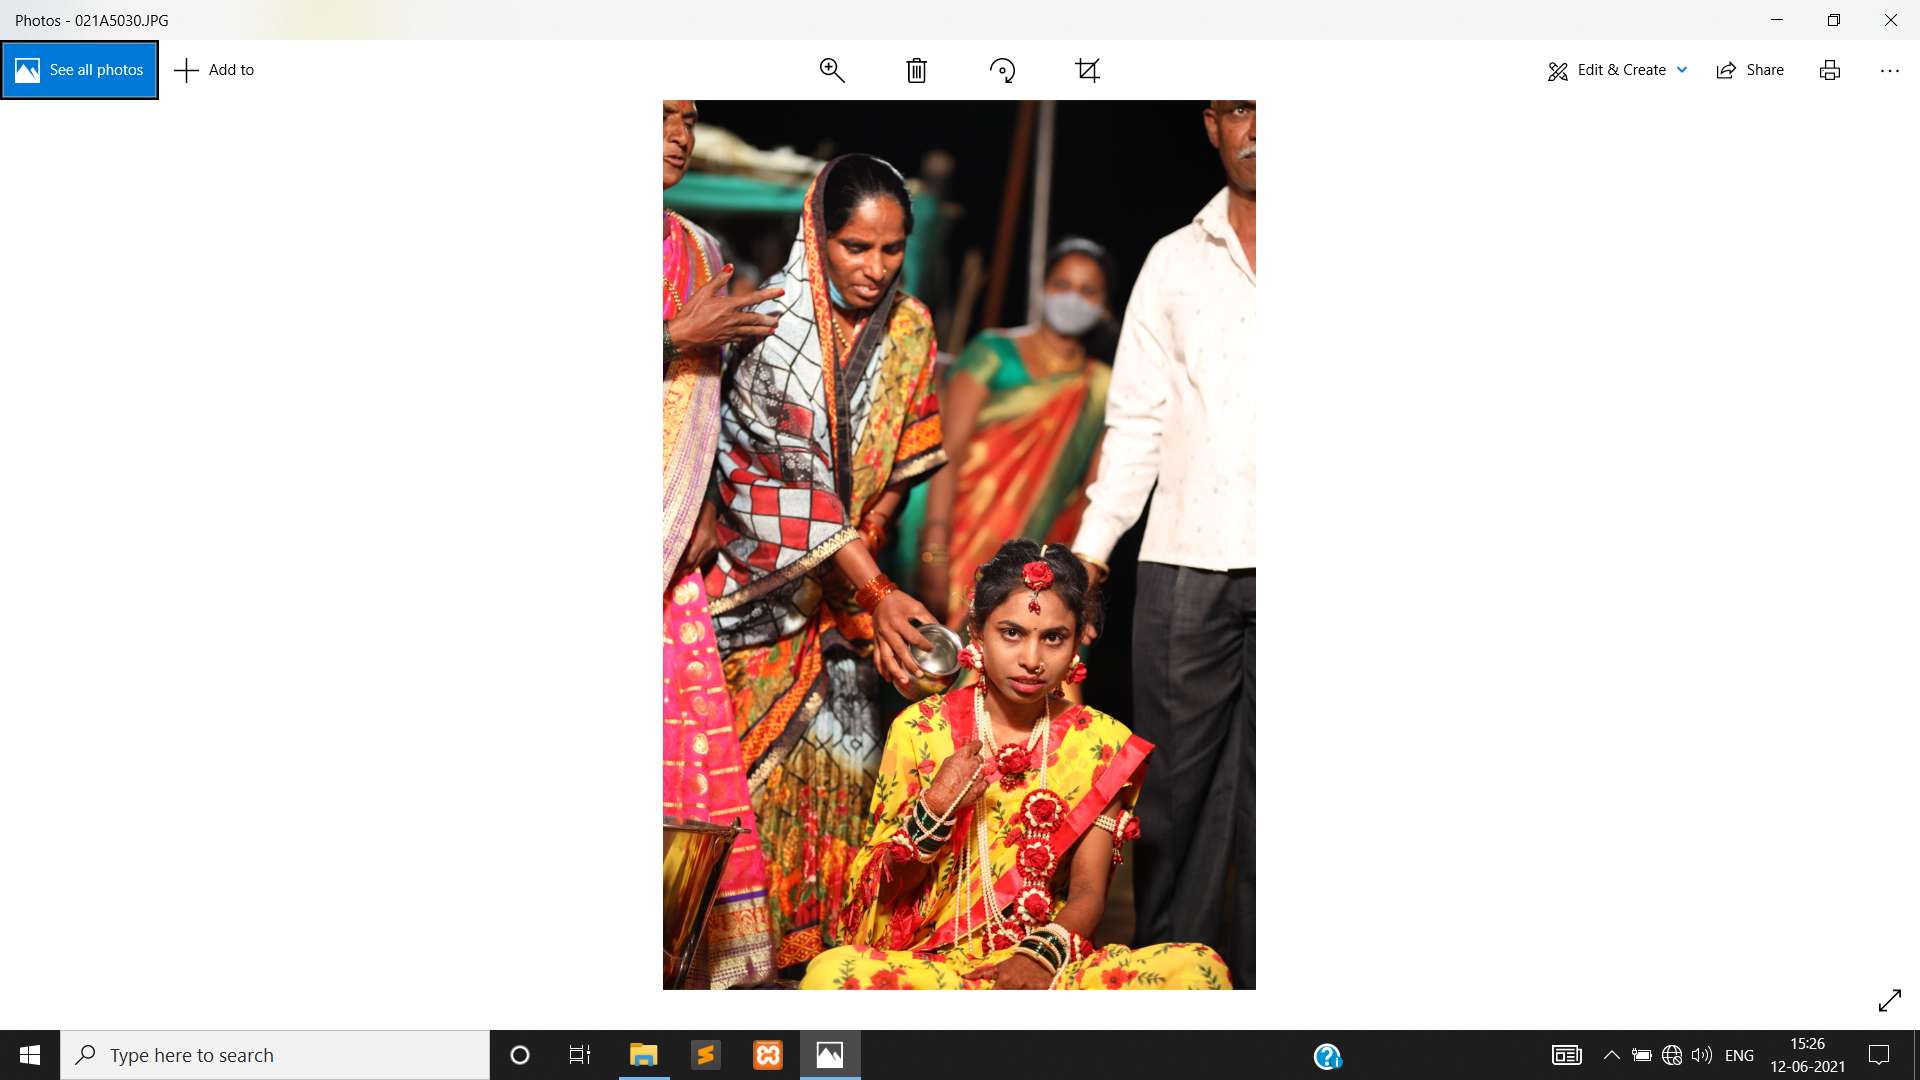 Photos - 021A5030.JPG
See all photos
Add to
Edit & Create
Share
Type here to search
ENG
15:26
12-06-2021